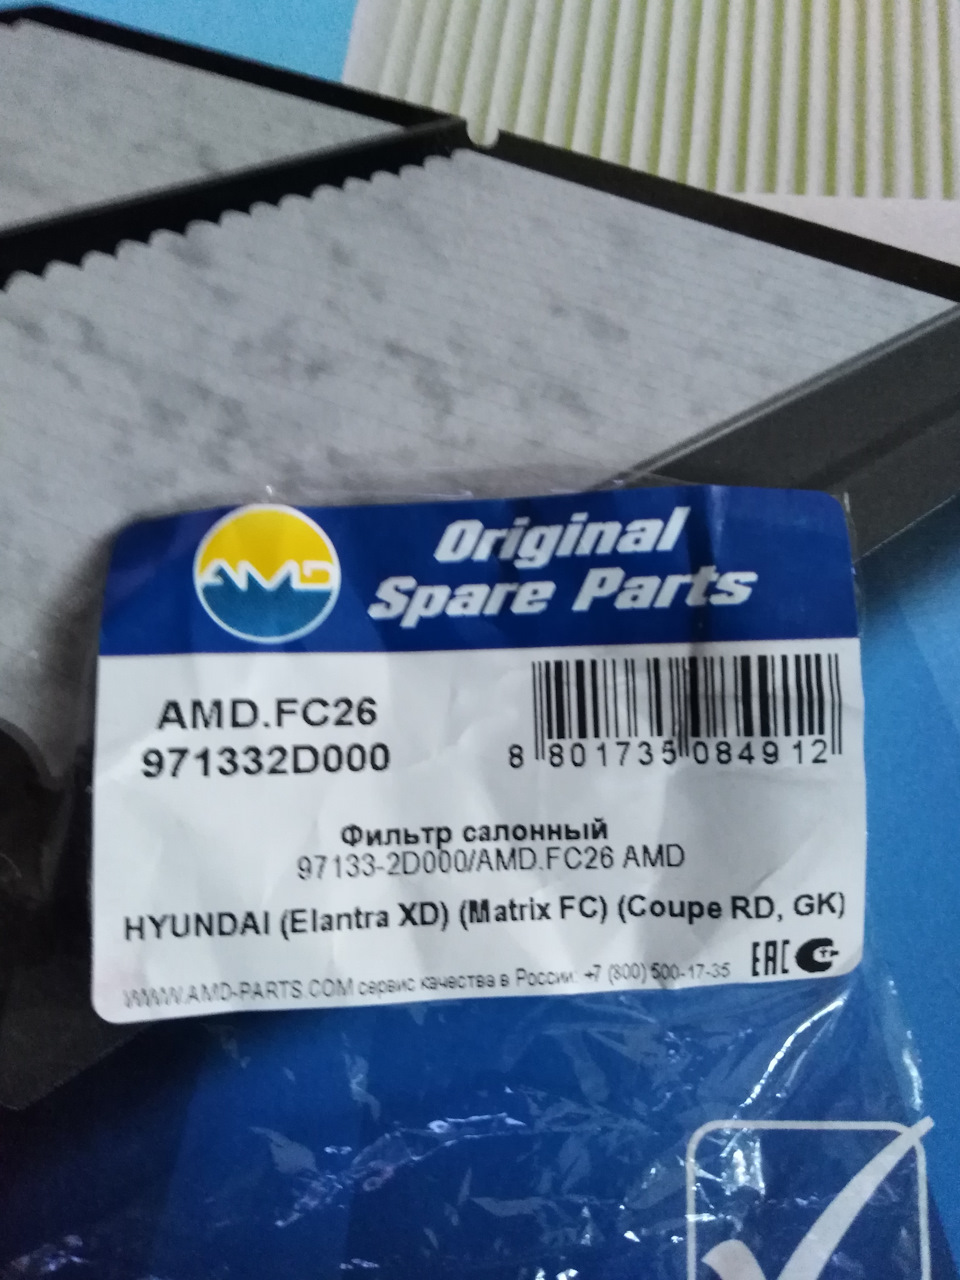 AMD
Original
Spare Parts
AMD.FC26
971332D000
8 801735 084912
Фильтр салонный
97133-2D000/AMD.FC26 AMD
HYUNDAI (Elantra XD) (Matrix FC) (Coupe RD, GK)
EAC
WWW.AMD-PARTS.COM сервис качества в России: +7 (800) 500-17-35